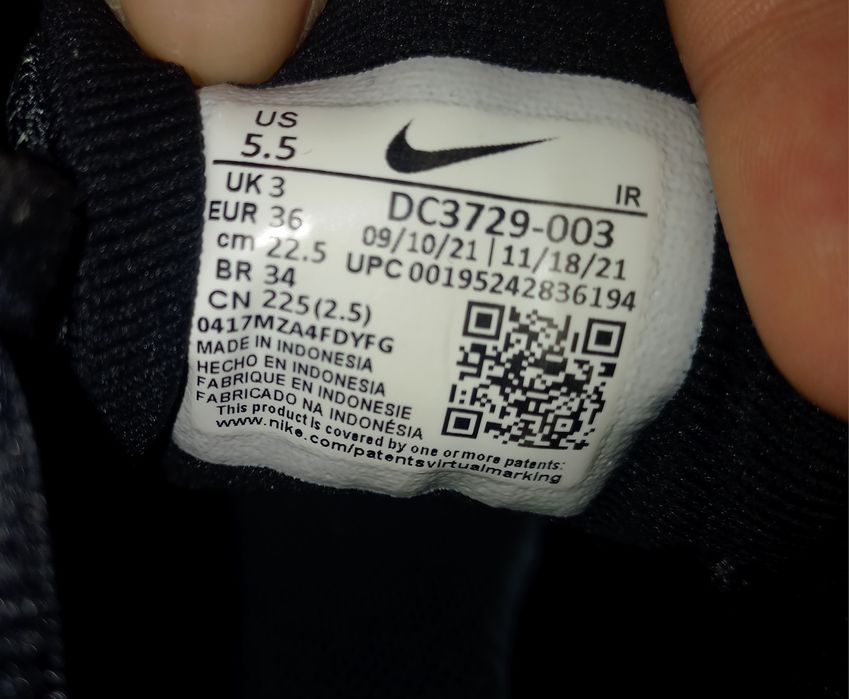 US
5.5
IR
UK 3
EUR 36
cm 22.5
BR 34
CN 225(2.5)
DC3729-003
09/10/21 | 11/18/21
UPC 00195242836194
0417MZA4FDYFG
MADE IN INDONESIA
HECHO EN INDONESIA
FABRIQUE EN INDONESIE
FABRICADO NA INDONÉSIA
This product is covered by one or more patents:
www.nike.com/patentsvirtualmarking